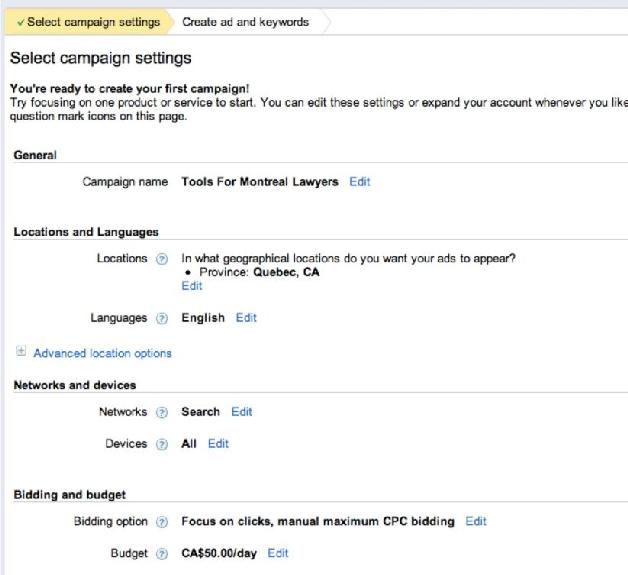 ✓ Select campaign settings Create ad and keywords
Select campaign settings
You're ready to create your first campaign!
Try focusing on one product or service to start. You can edit these settings or expand your account whenever you like
question mark icons on this page.
General
Campaign name Tools For Montreal Lawyers Edit
Locations and Languages
Locations ? In what geographical locations do you want your ads to appear?
• Province: Quebec, CA
Edit
Languages ? English Edit
+ Advanced location options
Networks and devices
Networks ? Search Edit
Devices ? All Edit
Bidding and budget
Bidding option ? Focus on clicks, manual maximum CPC bidding Edit
Budget ? CA$50.00/day Edit